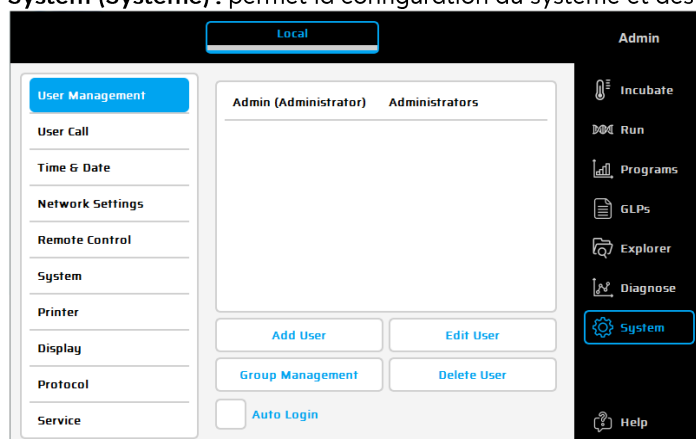 System (Système) : permet la configuration du système et des
Local
Admin
User Management
User Call
Time & Date
Network Settings
Remote Control
System
Printer
Display
Protocol
Service
Admin (Administrator) Administrators
Add User
Edit User
Group Management
Delete User
Auto Login
Incubate
Run
Programs
GLPs
Explorer
Diagnose
System
Help